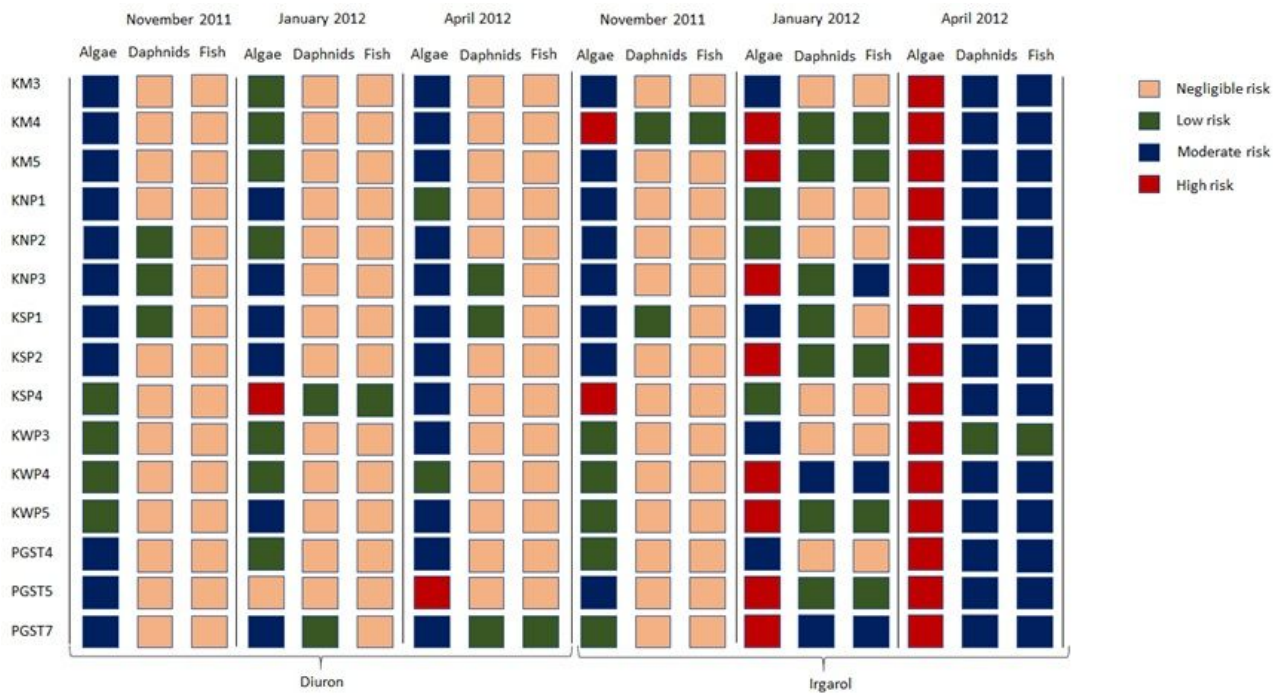 November 2011 January 2012 April 2012 November 2011 January 2012 April 2012
Algae Daphnids Fish Algae Daphnids Fish Algae Daphnids Fish Algae Daphnids Fish Algae Daphnids Fish Algae Daphnids Fish
KM3
Negligible risk
KM4
Low risk
KM5
Moderate risk
KNP1
High risk
KNP2
KNP3
KSP1
KSP2
KSP4
KWP3
KWP4
KWP5
PGST4
PGST5
PGST7
Diuron Irgarol